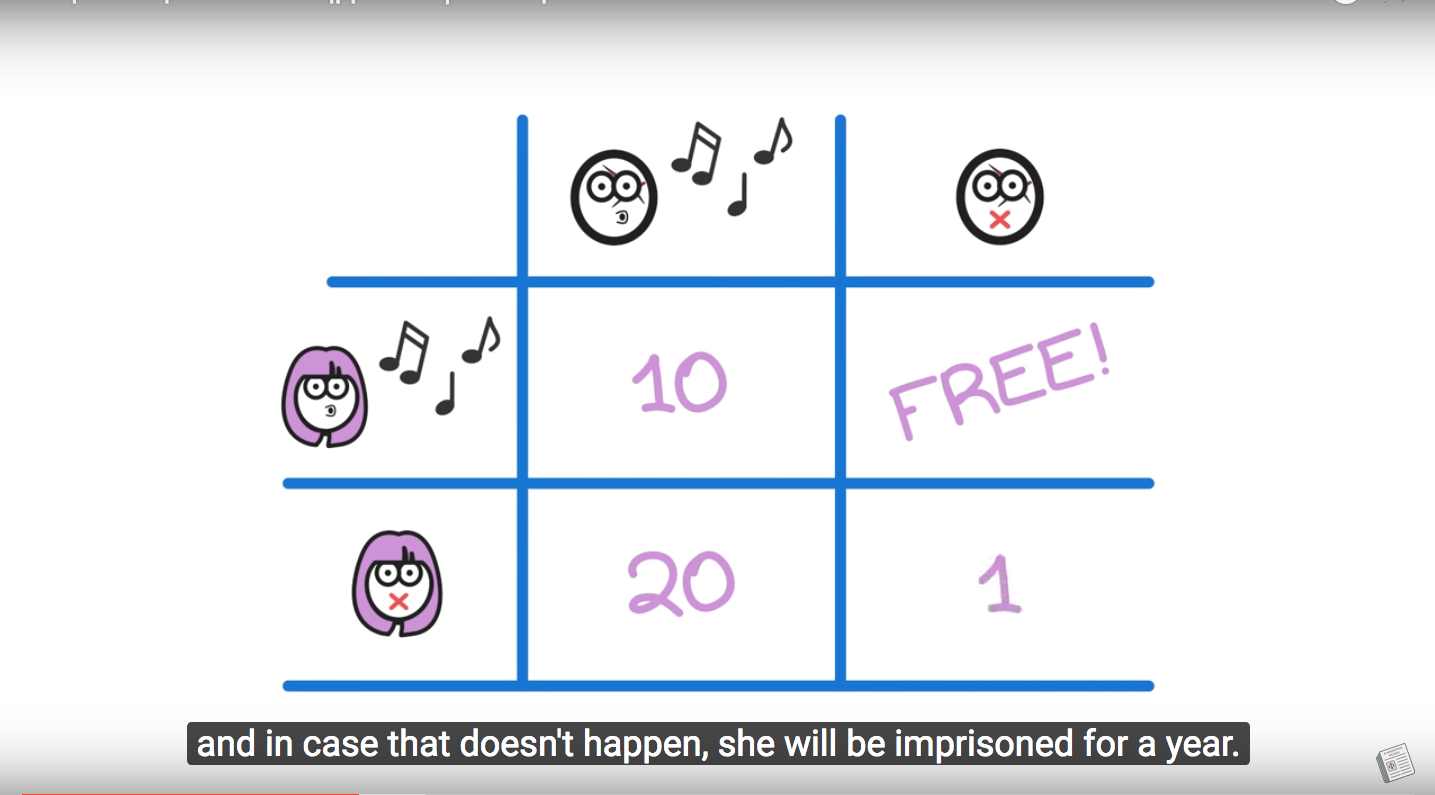 10
FREE!
20
1
and in case that doesn't happen, she will be imprisoned for a year.